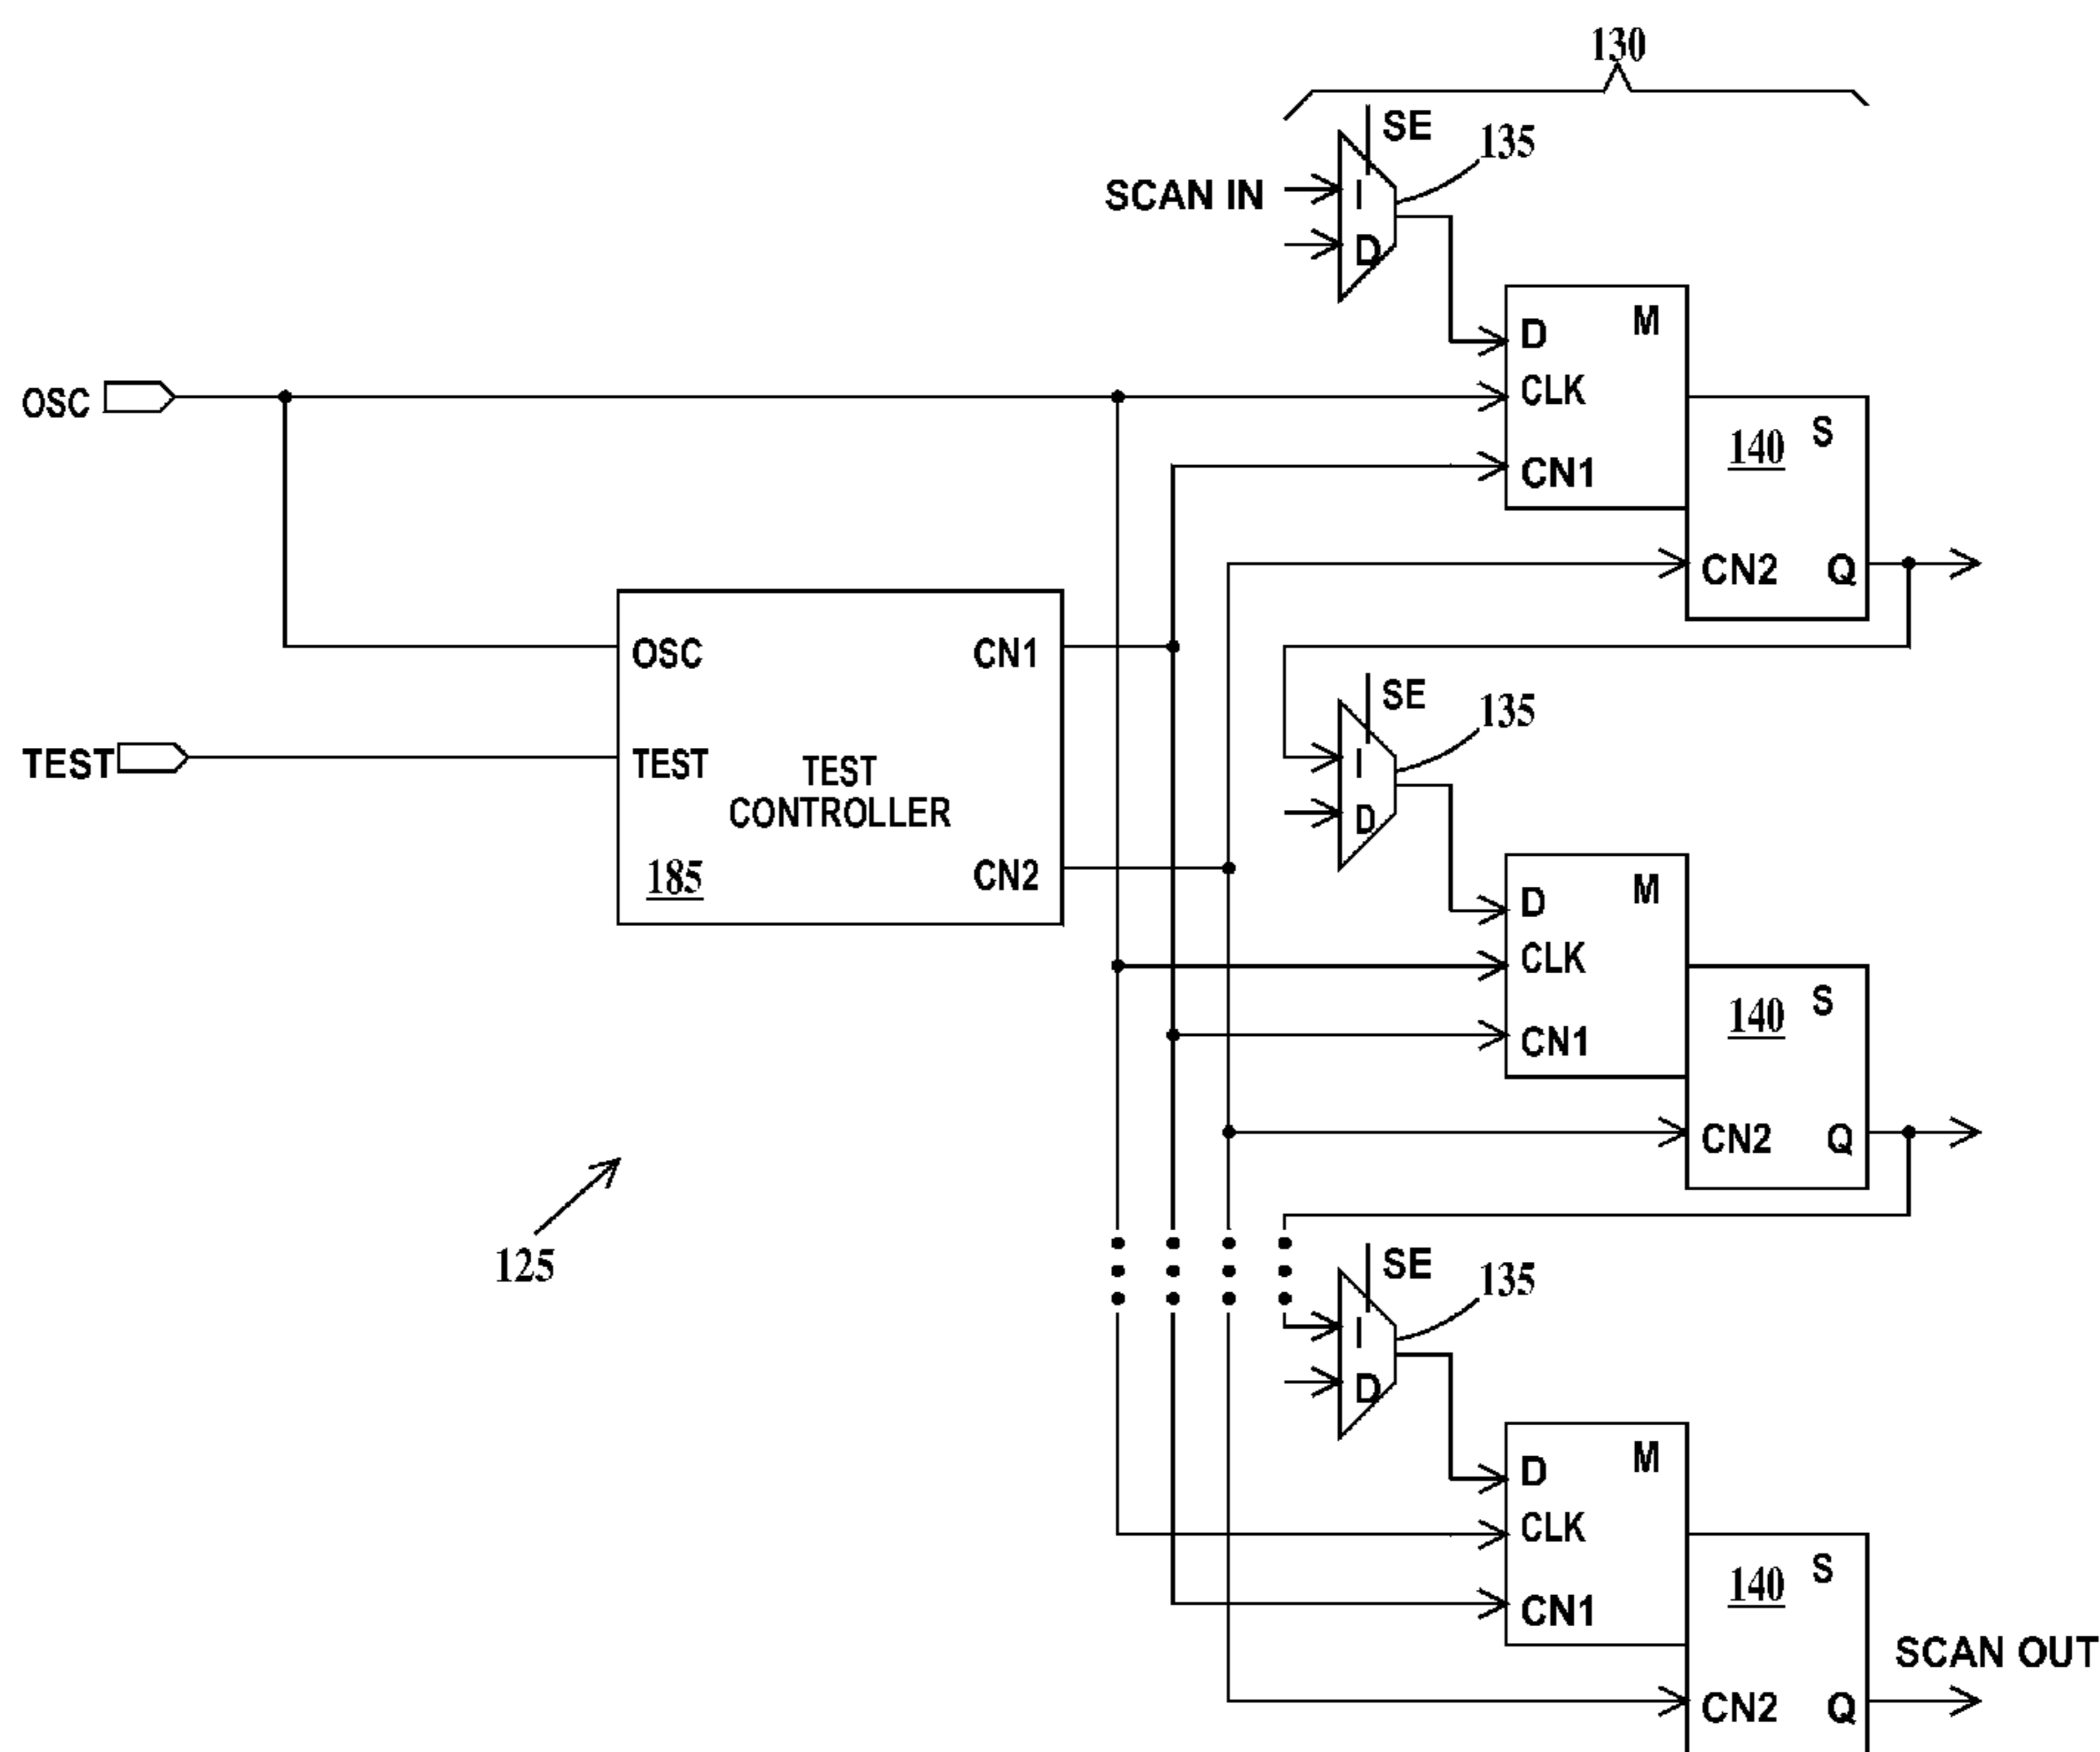 130
SE
135
SCAN IN
I
D
D
M
CLK
CN1
140
S
CN2
Q
OSC
TEST
OSC
CN1
TEST
TEST
CONTROLLER
185
CN2
SE
135
I
D
D
M
CLK
CN1
140
S
CN2
Q
125
SE
135
I
D
D
M
CLK
CN1
140
S
CN2
Q
SCAN OUT